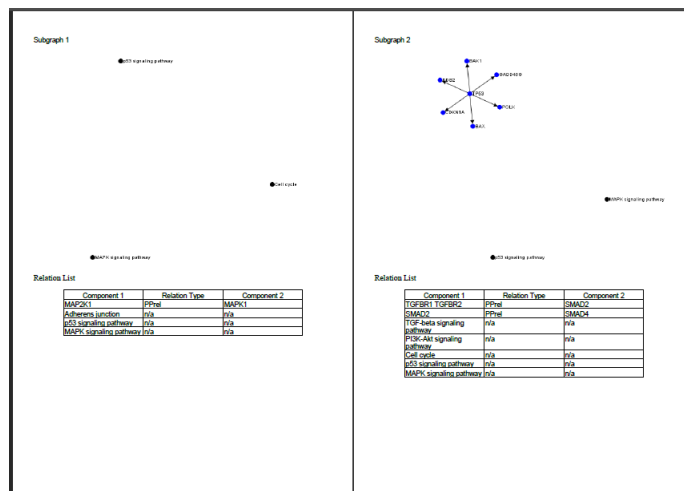 Subgraph 1
p53 signaling pathway
Cell cycle
MAPK signaling pathway
Relation List
Component 1 Relation Type Component 2
MAP2K1 PPrel MAPK1
Adherens junction n/a n/a
p53 signaling pathway n/a n/a
MAPK signaling pathway n/a n/a
Subgraph 2
BAK1
TP53
POLK
BAX
MAPK signaling pathway
p53 signaling pathway
Relation List
Component 1 Relation Type Component 2
TGFBR1 TGFBR2 PPrel SMAD2
SMAD2 PPrel SMAD4
TGF-beta signaling n/a n/a
pathway
PI3K-Akt signaling n/a n/a
pathway
Cell cycle n/a n/a
p53 signaling pathway n/a n/a
MAPK signaling pathway n/a n/a